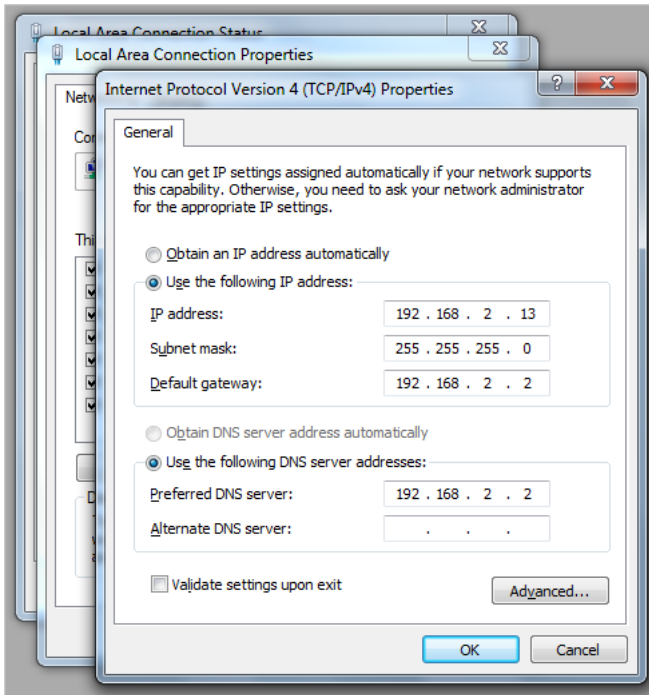 Local Area Connection Status
Local Area Connection Properties
Internet Protocol Version 4 (TCP/IPv4) Properties
General
You can get IP settings assigned automatically if your network supports
this capability. Otherwise, you need to ask your network administrator
for the appropriate IP settings.
Obtain an IP address automatically
Use the following IP address:
IP address: 192 . 168 . 2 . 13
Subnet mask: 255 . 255 . 255 . 0
Default gateway: 192 . 168 . 2 . 2
Obtain DNS server address automatically
Use the following DNS server addresses:
Preferred DNS server: 192 . 168 . 2 . 2
Alternate DNS server: . . .
Validate settings upon exit
Advanced...
OK Cancel